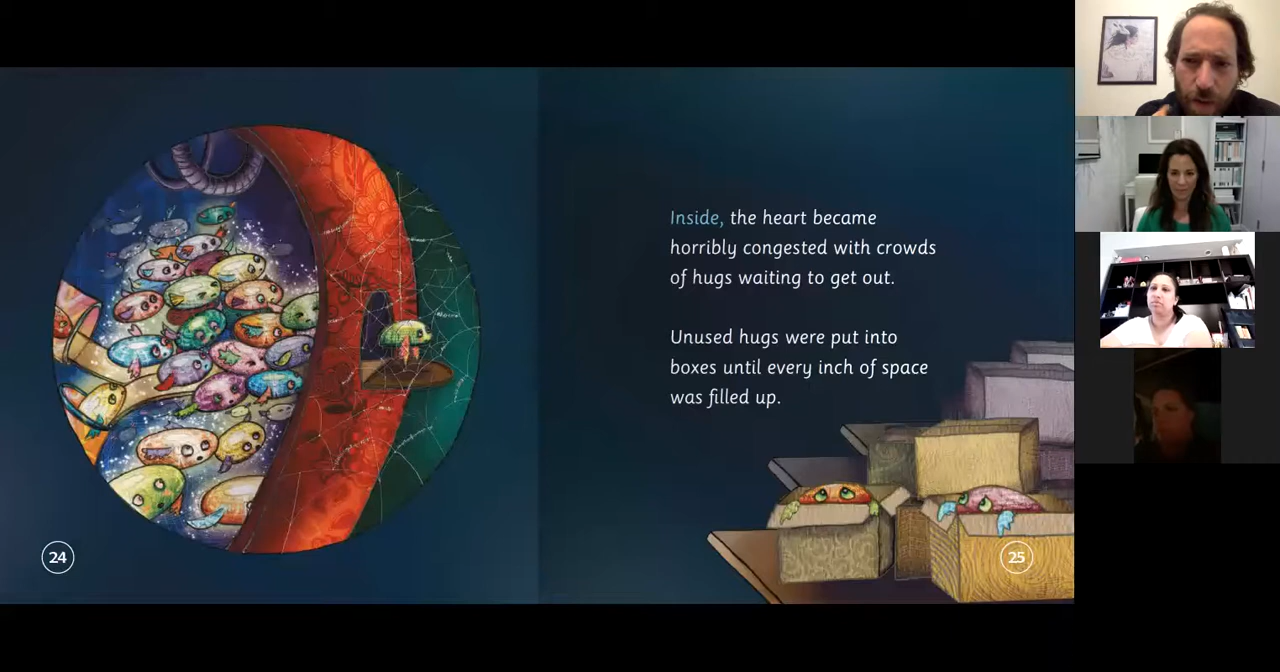 Inside, the heart became
horribly congested with crowds
of hugs waiting to get out.
Unused hugs were put into
boxes until every inch of space
was filled up.
24
25